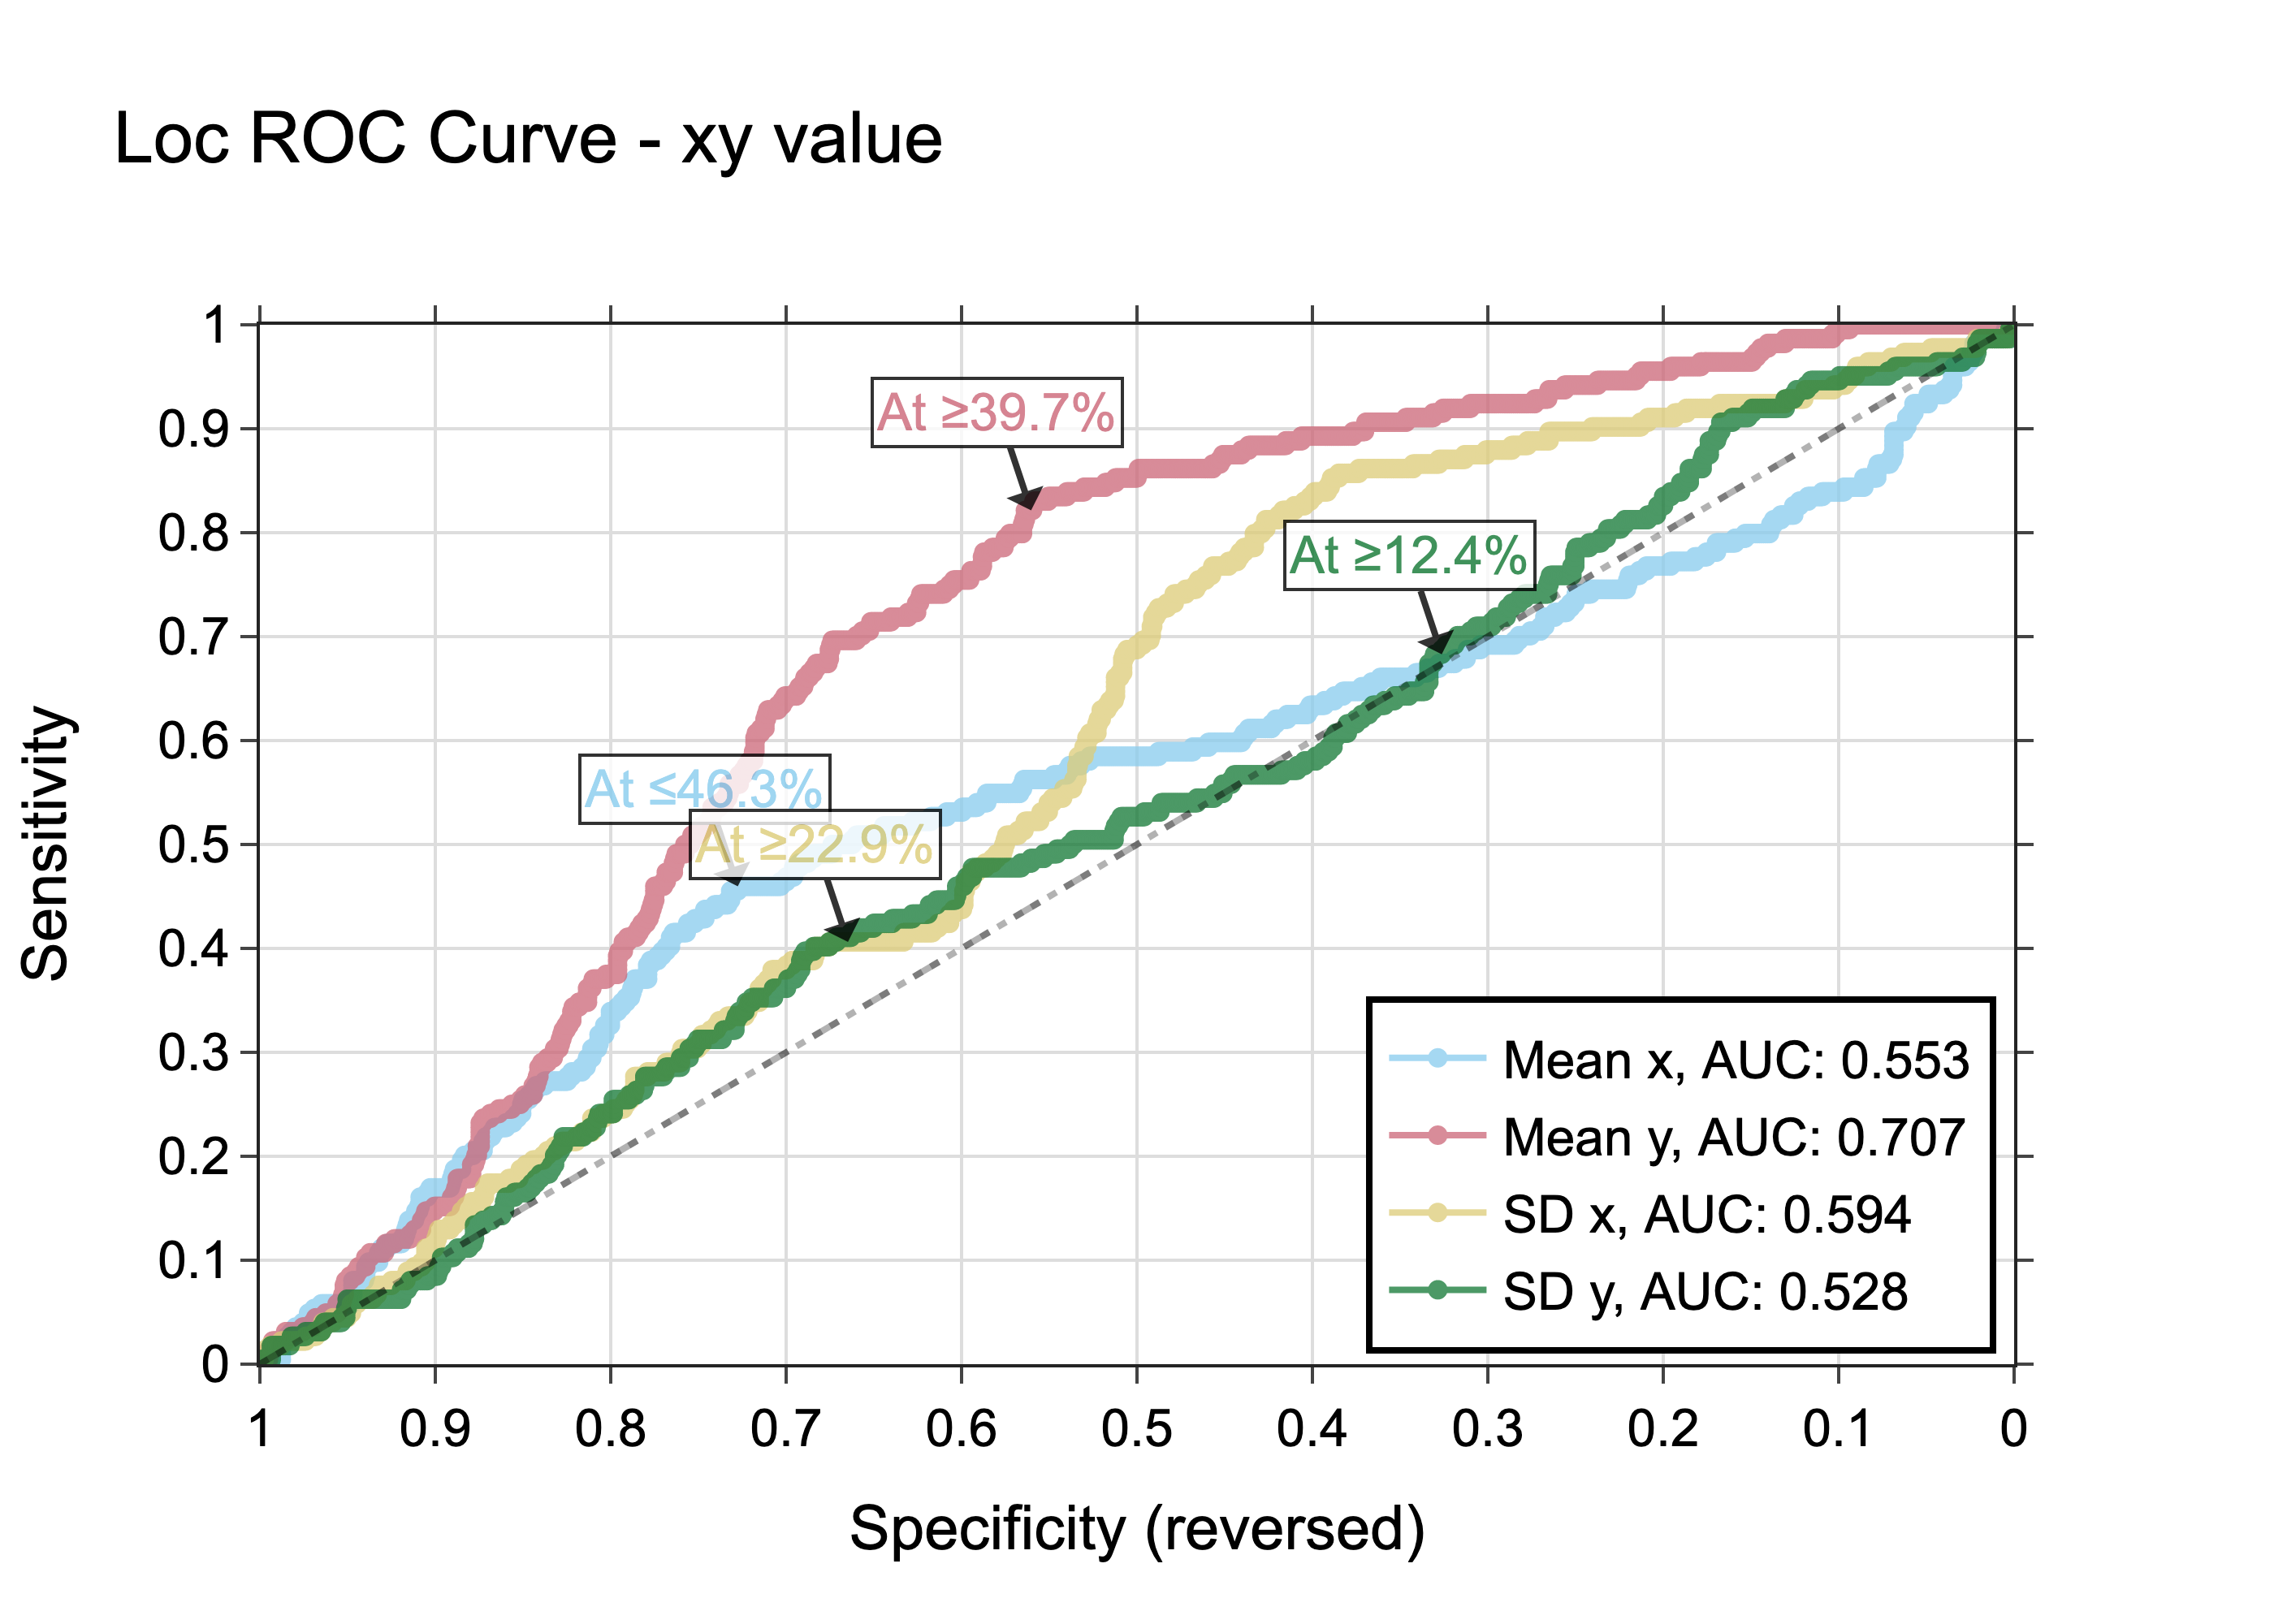 Loc ROC Curve - xy value
At ≥39.7%
At ≥12.4%
At ≤46.3%
At ≥22.9%
Sensitivity
1
0.9
0.8
0.7
0.6
0.5
0.4
0.3
0.2
0.1
0
Mean x, AUC: 0.553
Mean y, AUC: 0.707
SD x, AUC: 0.594
SD y, AUC: 0.528
1 0.9 0.8 0.7 0.6 0.5 0.4 0.3 0.2 0.1 0
Specificity (reversed)